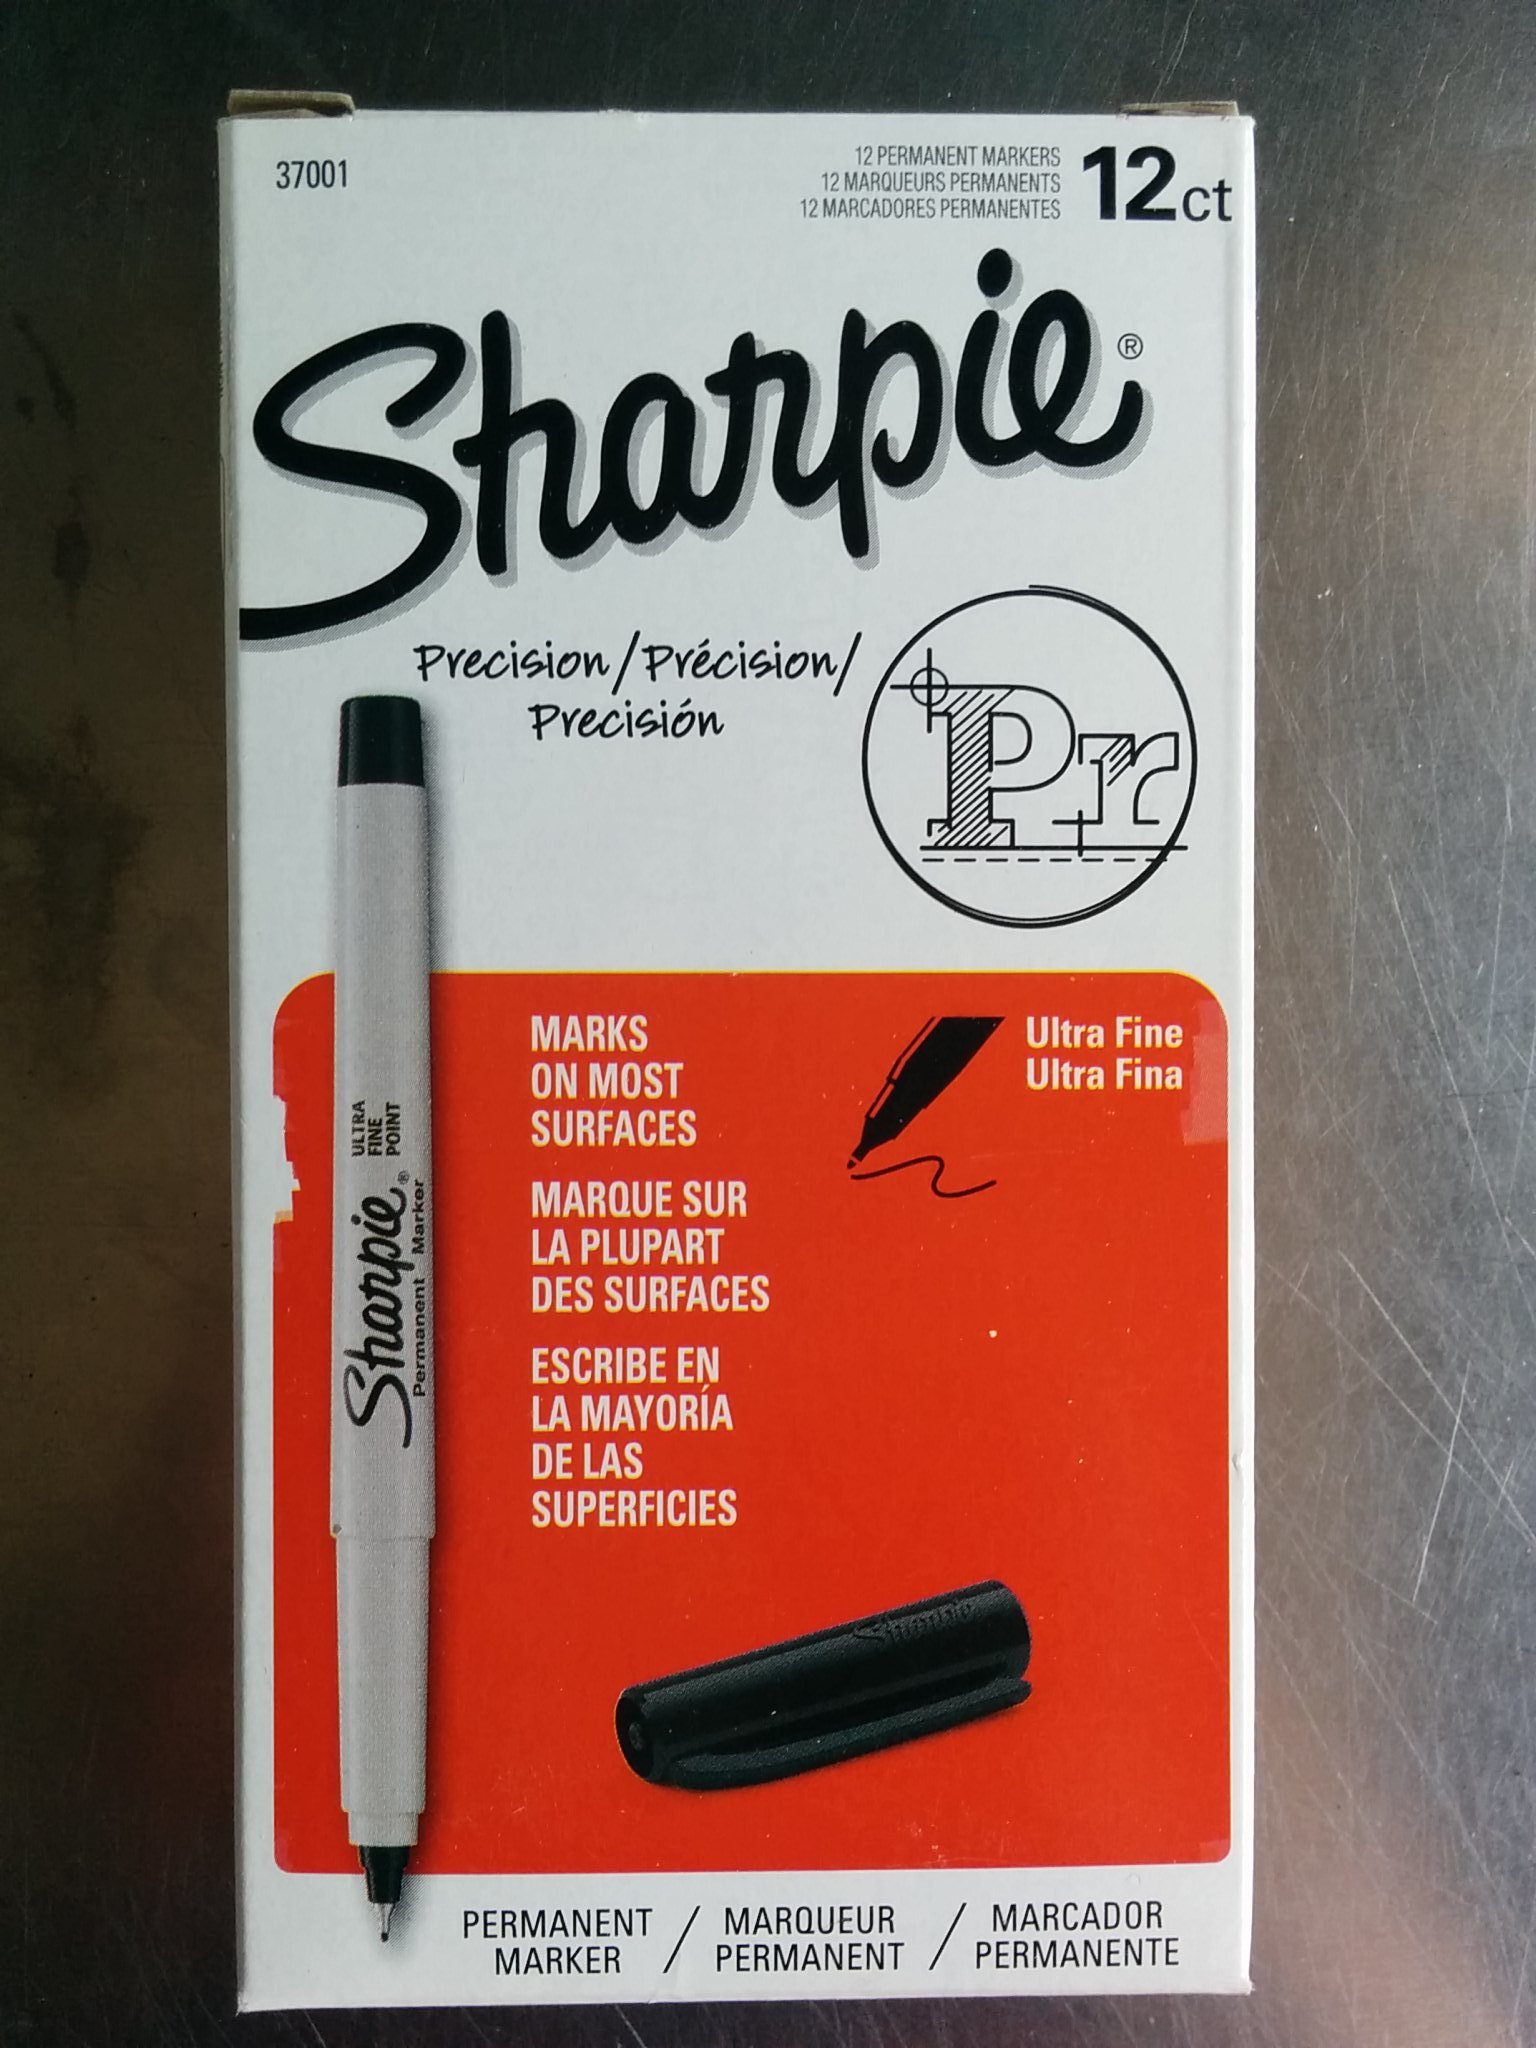 37001
12 PERMANENT MARKERS
12 MARQUEURS PERMANENTS
12 MARCADORES PERMANENTES
12ct
Sharpie®
Precision/Précision/
Precisión
Pr
MARKS
ON MOST
SURFACES
MARQUE SUR
LA PLUPART
DES SURFACES
ESCRIBE EN
LA MAYORÍA
DE LAS
SUPERFICIES
Ultra Fine
Ultra Fina
Sharpie®
Permanent Marker
ULTRA
FINE
POINT
Sharpie
PERMANENT / MARQUEUR / MARCADOR
MARKER PERMANENT PERMANENTE